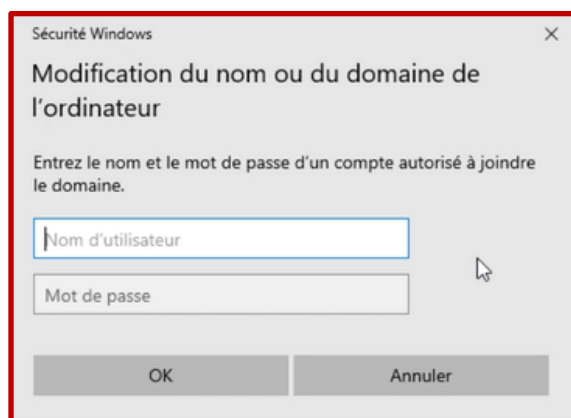 Sécurité Windows
Modification du nom ou du domaine de
l'ordinateur
Entrez le nom et le mot de passe d'un compte autorisé à joindre
le domaine.
Nom d'utilisateur
Mot de passe
OK
Annuler